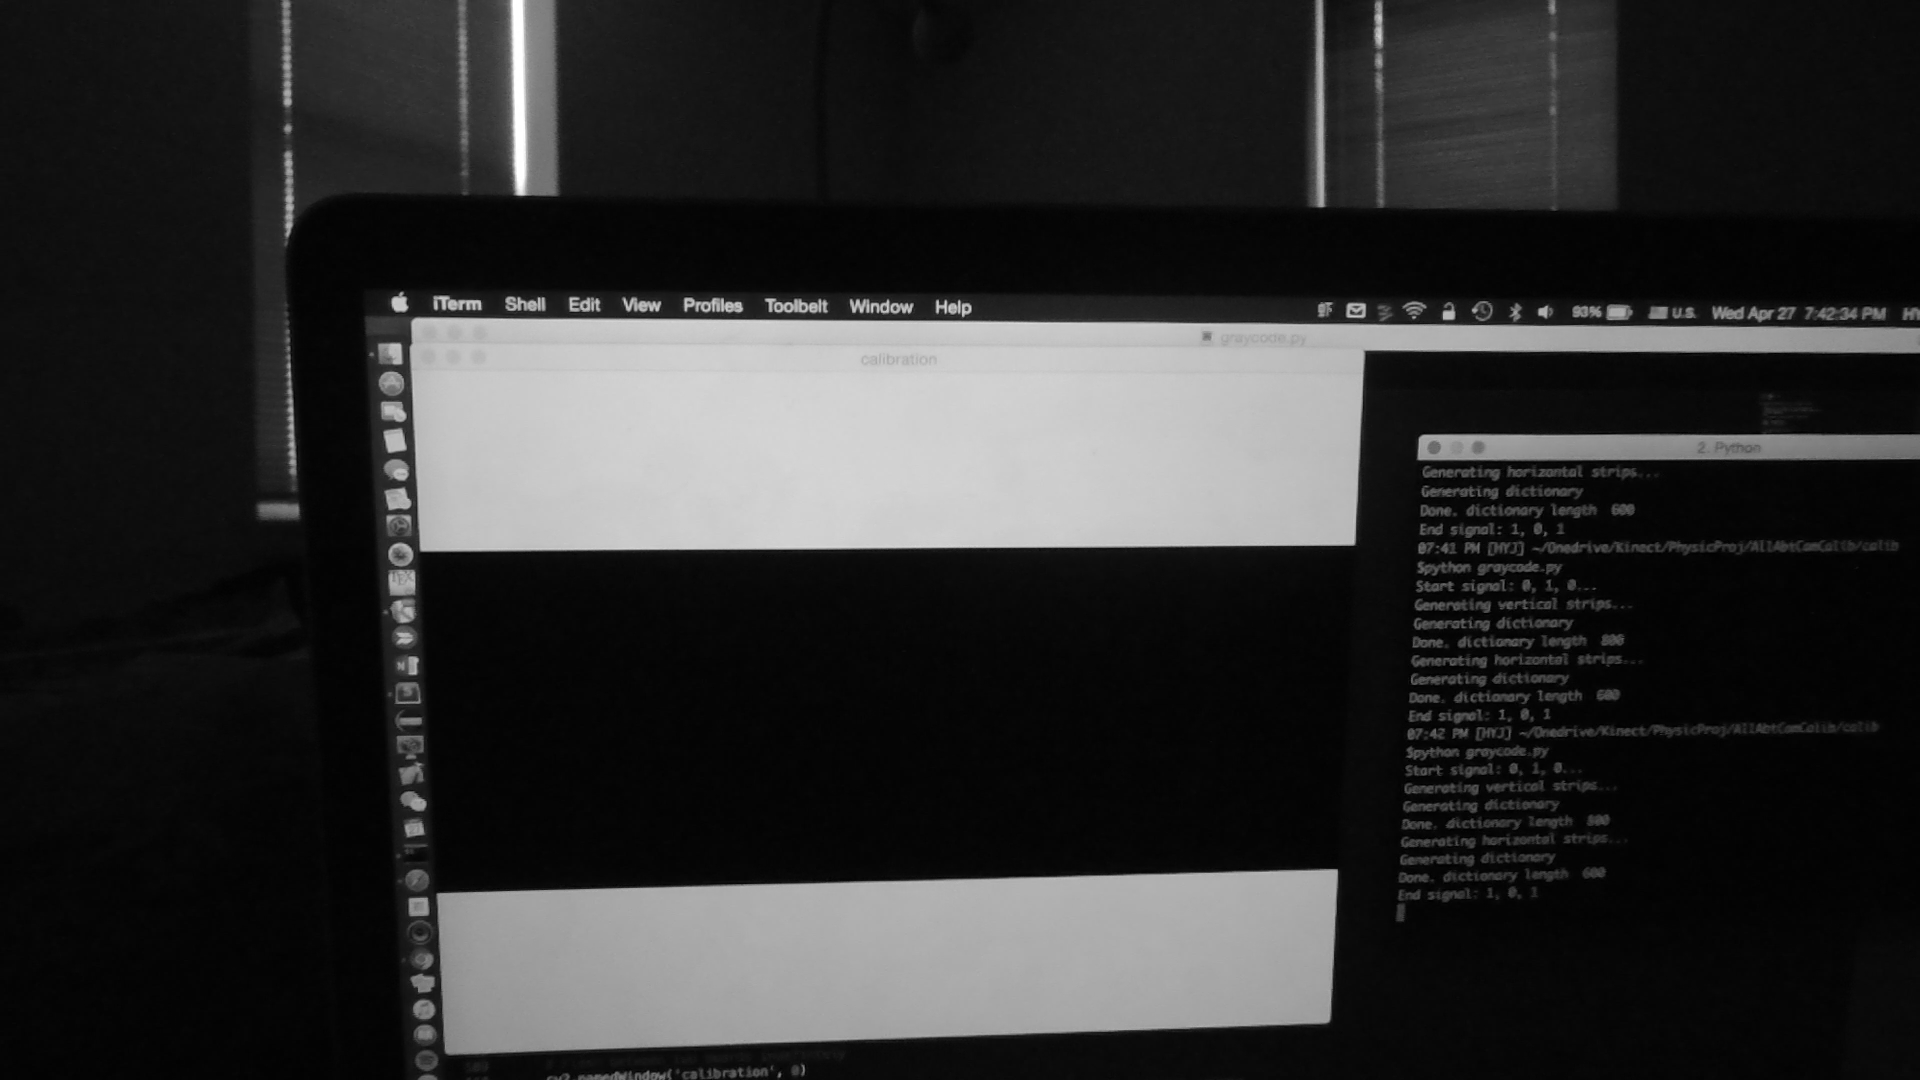 iTerm Shell Edit View Profiles Toolbelt Window Help 93% U.S. Wed Apr 27 7:42:34 PM HY
graycode.py
calibration
2. Python
Generating horizontal strips...
Generating dictionary
Done. dictionary length 600
End signal: 1, 0, 1
07:41 PM [HYJ] ~/Onedrive/Kinect/PhysicProj/AllAbtCamCalib/calib
$python graycode.py
Start signal: 0, 1, 0...
Generating vertical strips...
Generating dictionary
Done. dictionary length 800
Generating horizontal strips...
Generating dictionary
Done. dictionary length 600
End signal: 1, 0, 1
07:42 PM [HYJ] ~/Onedrive/Kinect/PhysicProj/AllAbtCamCalib/calib
$python graycode.py
Start signal: 0, 1, 0...
Generating vertical strips...
Generating dictionary
Done. dictionary length 800
Generating horizontal strips...
Generating dictionary
Done. dictionary length 600
End signal: 1, 0, 1
cv2.namedWindow('calibration', 0)